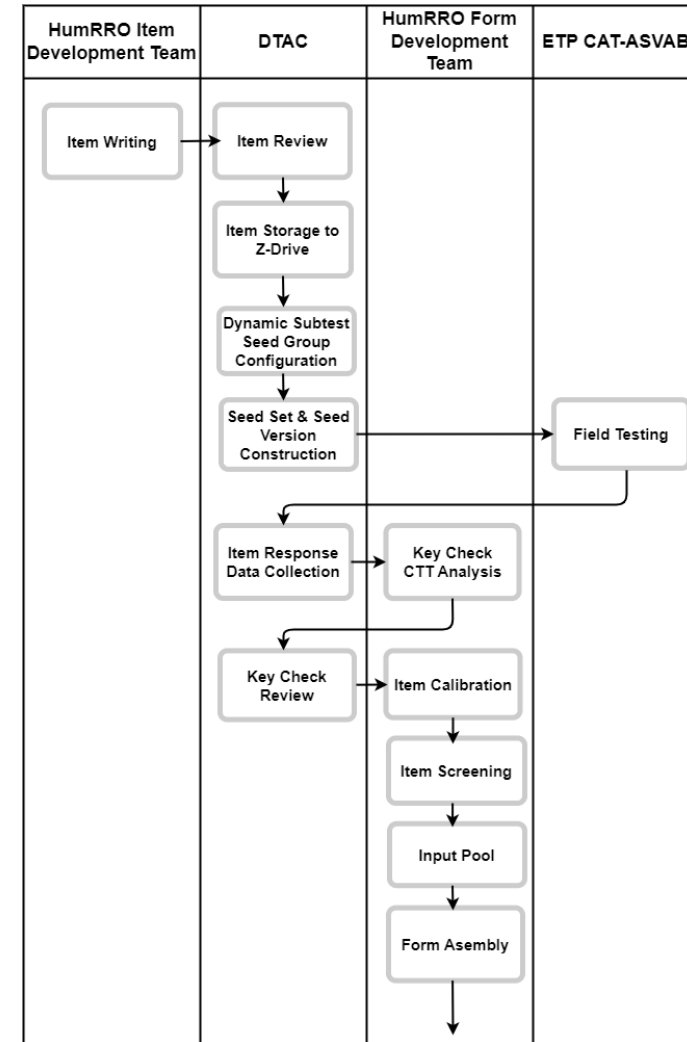 HumRRO Item
Development Team
DTAC
HumRRO Form
Development
Team
ETP CAT-ASVAB
Item Writing
Item Review
Item Storage to
Z-Drive
Dynamic Subtest
Seed Group
Configuration
Seed Set & Seed
Version
Construction
Field Testing
Item Response
Data Collection
Key Check
CTT Analysis
Key Check
Review
Item Calibration
Item Screening
Input Pool
Form Asembly